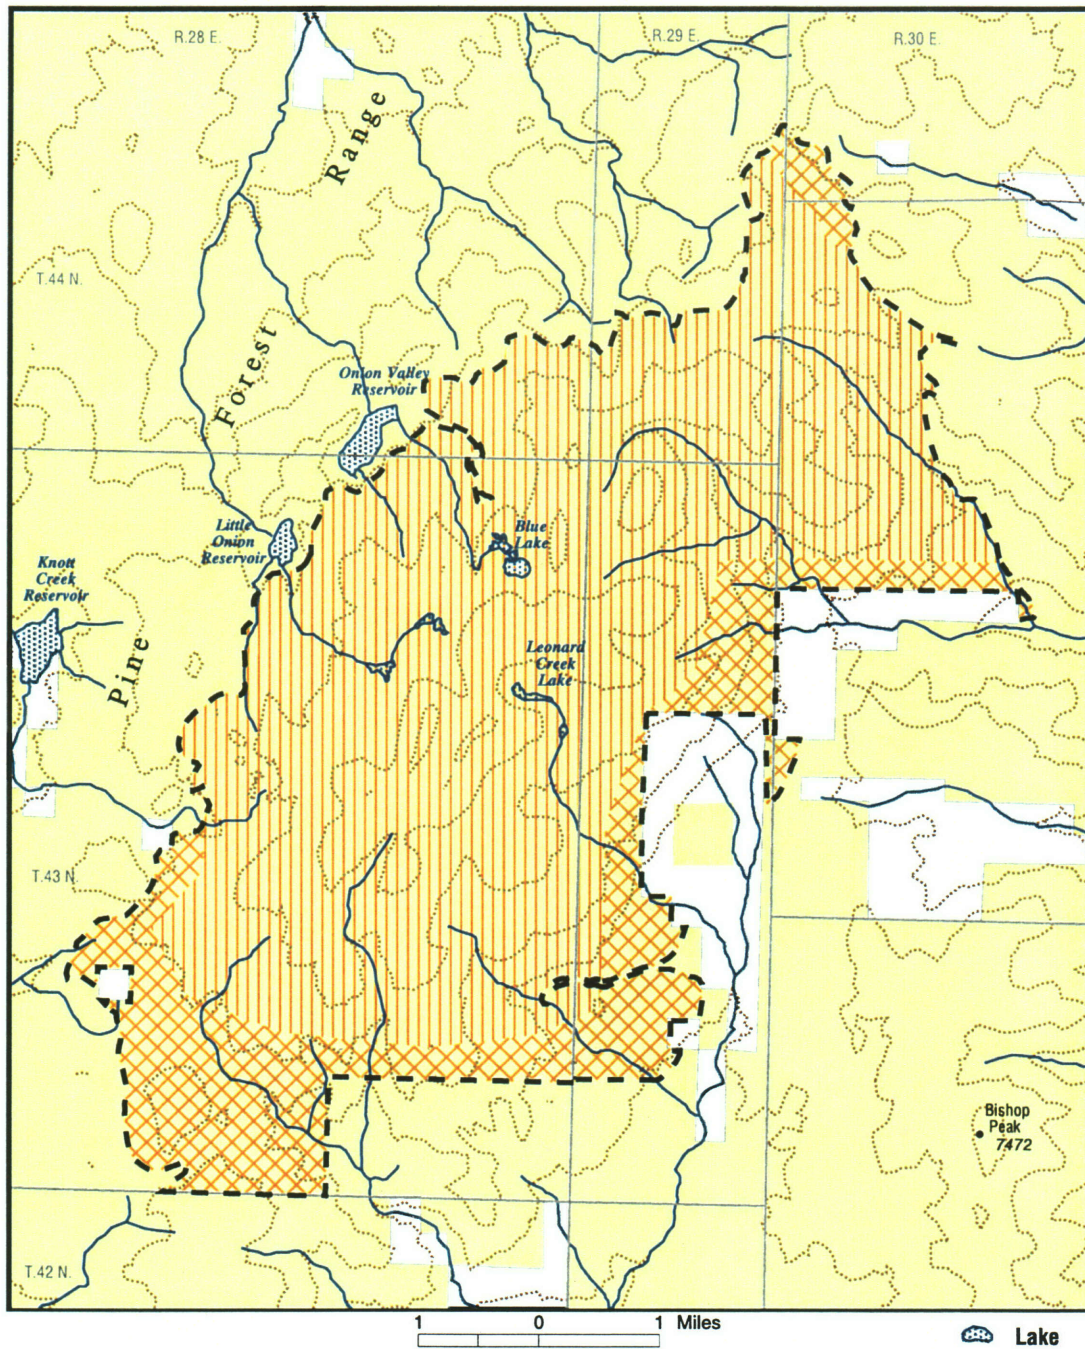 R.28 E.
R.29 E.
R.30 E.
Range
T.44 N.
Forest
Onion Valley
Reservoir
Little
Onion
Reservoir
Blue
Lake
Knott
Creek
Reservoir
Pine
Leonard
Creek
Lake
T.43 N.
Bishop
Peak
7472
T.42 N.
1 0 1 Miles
Lake